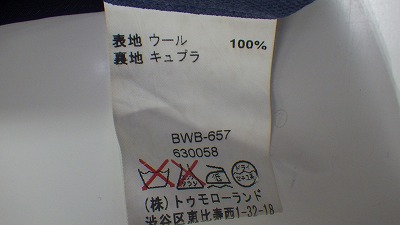 表地 ウール 100%
裏地 キュプラ
BWB-657
630058
(株)トゥモローランド
渋谷区東比寿西1-32-18